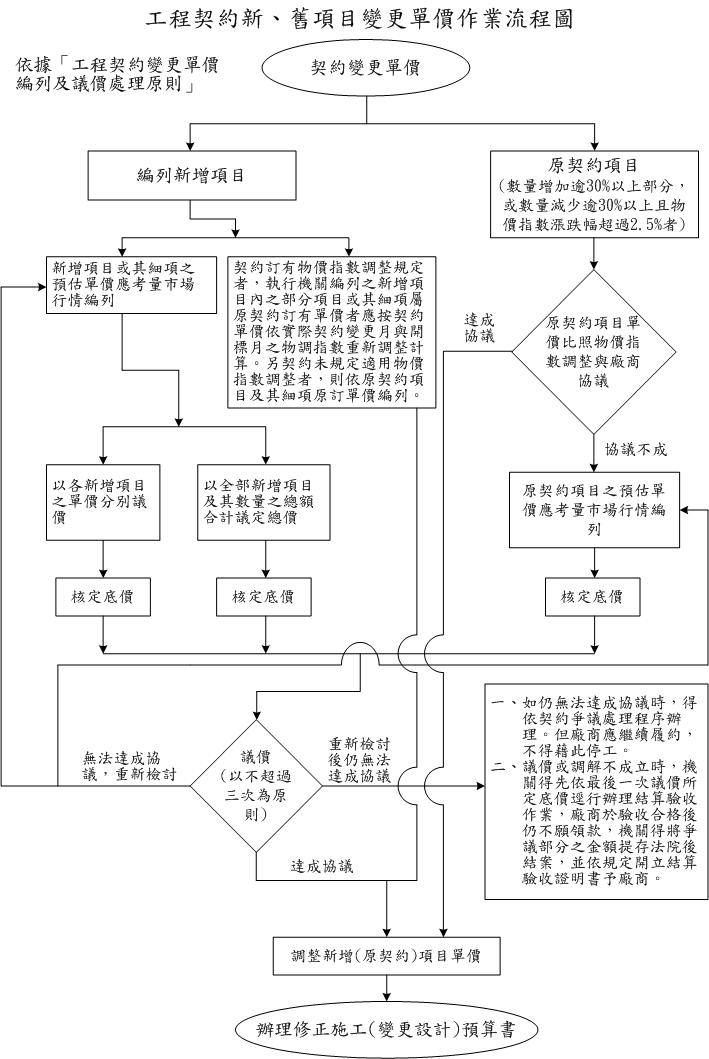 工程契約新、舊項目變更單價作業流程圖
依據「工程契約變更單價
編列及議價處理原則」
契約變更單價
編列新增項目
原契約項目
(數量增加逾30%以上部分，
或數量減少逾30%以上且物
價指數漲跌幅超過2.5%者)
新增項目或其細項之
預估單價應考量市場
行情編列
契約訂有物價指數調整規定
者，執行機關編列之新增項
目內之部分項目或其細項屬
原契約訂有單價者應按契約
單價依實際契約變更月與開
標月之物調指數重新調整計
算。另契約未規定適用物價
指數調整者，則依原契約項
目及其細項原訂單價編列。
達成
協議
原契約項目單
價比照物價指
數調整與廠商
協議
協議不成
以各新增項目
之單價分別議
價
以全部新增項目
及其數量之總額
合計議定總價
原契約項目之預估單
價應考量市場行情編
列
核定底價
核定底價
核定底價
無法達成協
議，重新檢討
議價
(以不超過
三次為原
則)
重新檢討
後仍無法
達成協議
一、如仍無法達成協議時，得
依契約爭議處理程序辦
理。但廠商應繼續履約，
不得藉此停工。
二、議價或調解不成立時，機
關得先依最後一次議價所
定底價逕行辦理結算驗收
作業，廠商於驗收合格後
仍不願領款，機關得將爭
議部分之金額提存法院後
結案，並依規定開立結算
驗收證明書予廠商。
達成協議
調整新增(原契約)項目單價
辦理修正施工(變更設計)預算書